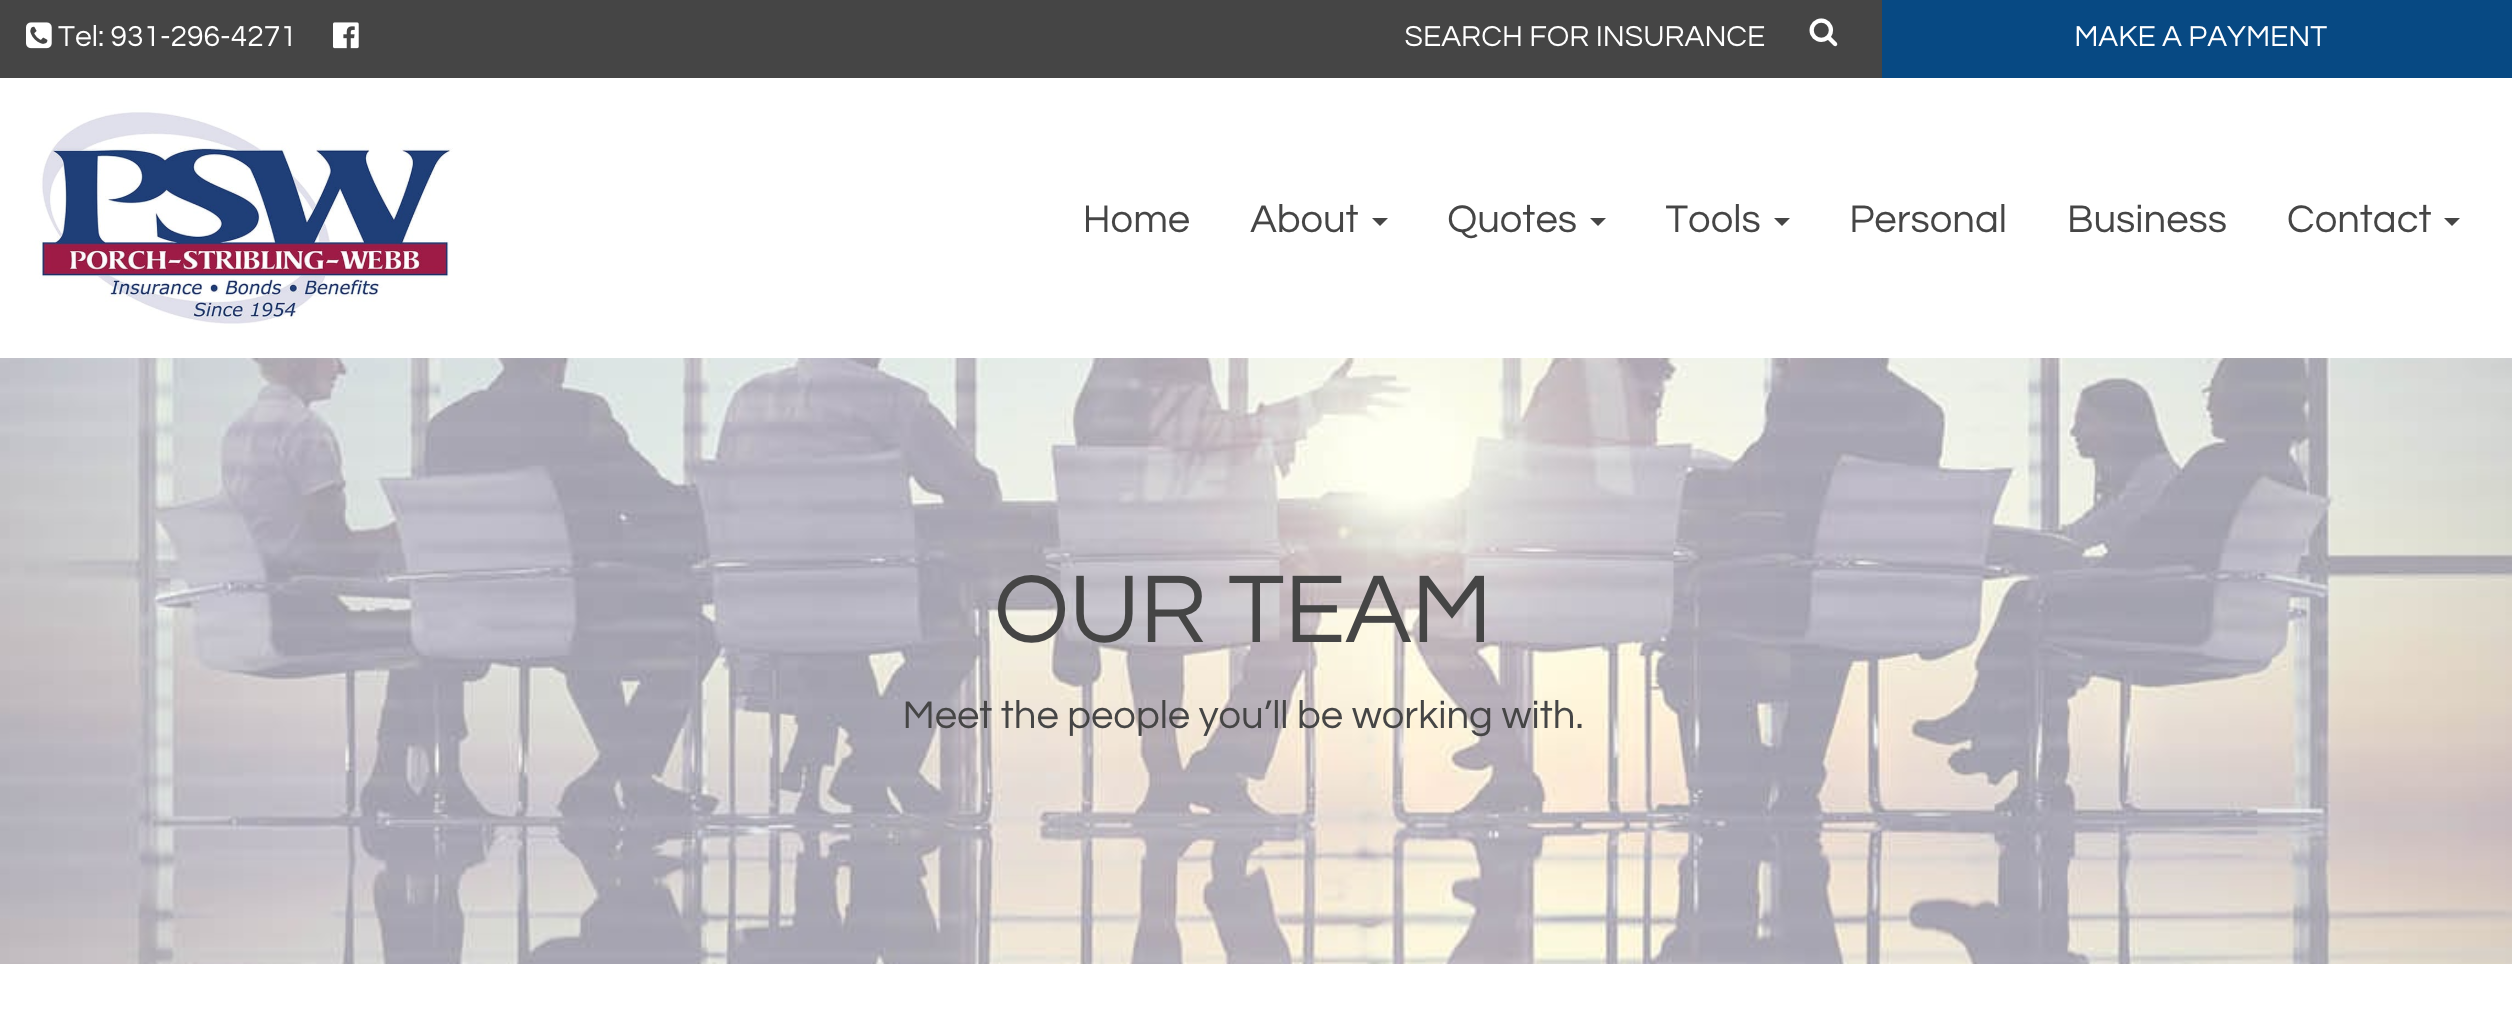 Tel: 931-296-4271
SEARCH FOR INSURANCE
MAKE A PAYMENT
PSW
PORCH-STRIBLING-WEBB
Insurance • Bonds • Benefits
Since 1954
Home About Quotes Tools Personal Business Contact
OUR TEAM
Meet the people you’ll be working with.